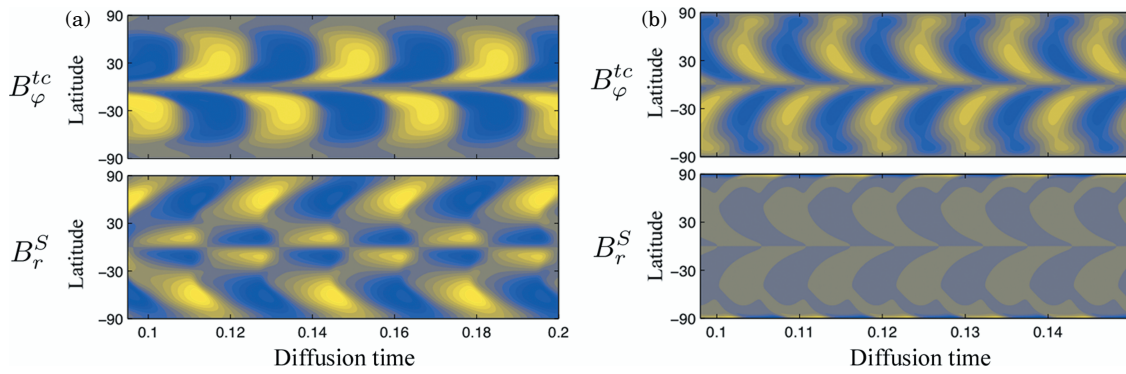 (a)
B_φ^{tc}
Latitude
90
30
−30
−90
B_r^S
Latitude
90
30
−30
−90
0.1 0.12 0.14 0.16 0.18 0.2
Diffusion time
(b)
B_φ^{tc}
Latitude
90
30
−30
−90
B_r^S
Latitude
90
30
−30
−90
0.1 0.11 0.12 0.13 0.14
Diffusion time